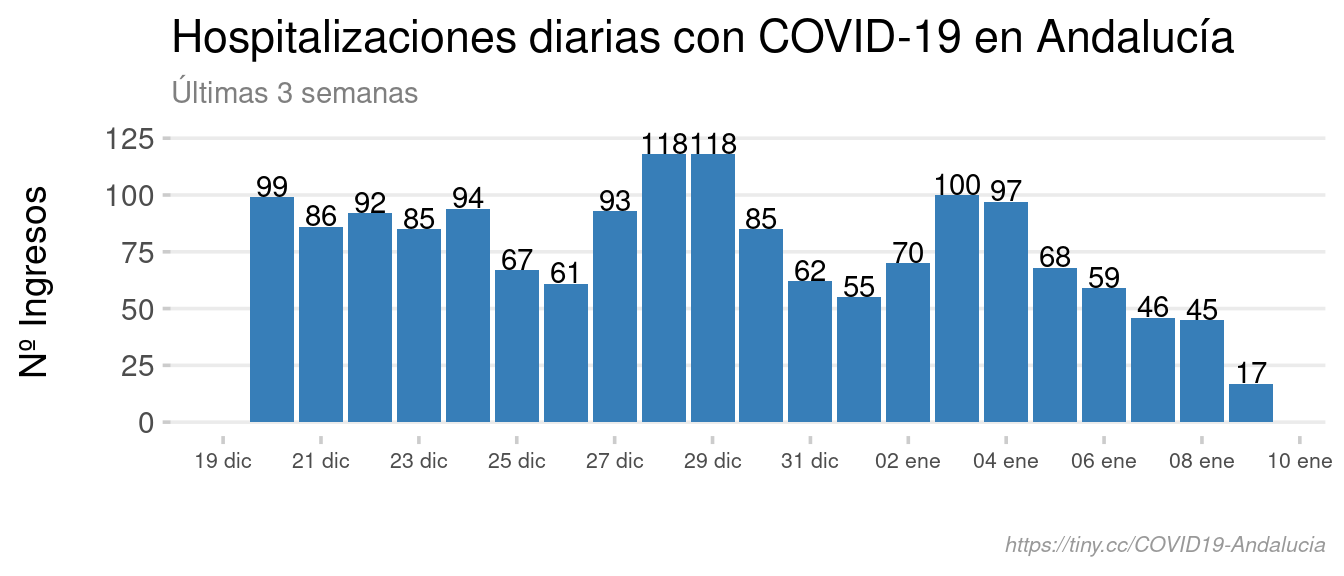 Hospitalizaciones diarias con COVID-19 en Andalucía
Últimas 3 semanas
Nº Ingresos
125
100
75
50
25
0
99 86 92 85 94 67 61 93 118 118 85 62 55 70 100 97 68 59 46 45 17
19 dic 21 dic 23 dic 25 dic 27 dic 29 dic 31 dic 02 ene 04 ene 06 ene 08 ene 10 ene
https://tiny.cc/COVID19-Andalucia